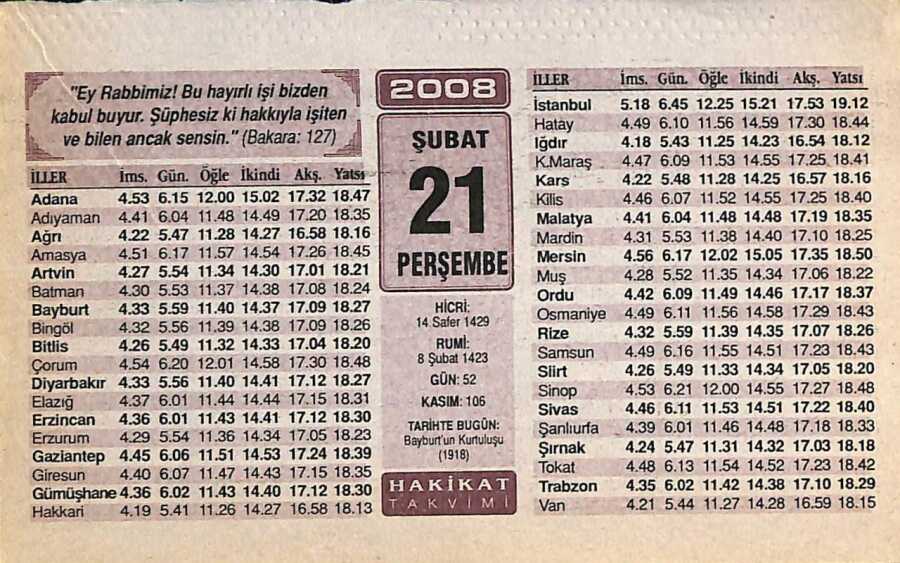 "Ey Rabbimiz! Bu hayırlı işi bizden
kabul buyur. Şüphesiz ki hakkıyla işiten
ve bilen ancak sensin." (Bakara: 127)
İLLER İms. Gün. Öğle İkindi Akş. Yatsı
Adana 4.53 6.15 12.00 15.02 17.32 18.47
Adıyaman 4.41 6.04 11.48 14.49 17.20 18.35
Ağrı 4.22 5.47 11.28 14.27 16.58 18.16
Amasya 4.51 6.17 11.57 14.54 17.26 18.45
Artvin 4.27 5.54 11.34 14.30 17.01 18.21
Batman 4.30 5.53 11.37 14.38 17.08 18.24
Bayburt 4.33 5.59 11.40 14.37 17.09 18.27
Bingöl 4.32 5.56 11.39 14.38 17.09 18.26
Bitlis 4.26 5.49 11.32 14.33 17.04 18.20
Çorum 4.54 6.20 12.01 14.58 17.30 18.48
Diyarbakır 4.33 5.56 11.40 14.41 17.12 18.27
Elazığ 4.37 6.01 11.44 14.44 17.15 18.31
Erzincan 4.36 6.01 11.43 14.41 17.12 18.30
Erzurum 4.29 5.54 11.36 14.34 17.05 18.23
Gaziantep 4.45 6.06 11.51 14.53 17.24 18.39
Giresun 4.40 6.07 11.47 14.43 17.15 18.35
Gümüşhane 4.36 6.02 11.43 14.40 17.12 18.30
Hakkari 4.19 5.41 11.26 14.27 16.58 18.13
2008
ŞUBAT
21
PERŞEMBE
HİCRİ:
14 Safer 1429
RUMİ:
8 Şubat 1423
GÜN: 52
KASIM: 106
TARİHTE BUGÜN:
Bayburt'un Kurtuluşu
(1918)
HAKİKAT
TAKVİMİ
İLLER İms. Gün. Öğle İkindi Akş. Yatsı
İstanbul 5.18 6.45 12.25 15.21 17.53 19.12
Hatay 4.49 6.10 11.56 14.59 17.30 18.44
Iğdır 4.18 5.43 11.25 14.23 16.54 18.12
K.Maraş 4.47 6.09 11.53 14.55 17.25 18.41
Kars 4.22 5.48 11.28 14.25 16.57 18.16
Kilis 4.46 6.07 11.52 14.55 17.25 18.40
Malatya 4.41 6.04 11.48 14.48 17.19 18.35
Mardin 4.31 5.53 11.38 14.40 17.10 18.25
Mersin 4.56 6.17 12.02 15.05 17.35 18.50
Muş 4.28 5.52 11.35 14.34 17.06 18.22
Ordu 4.42 6.09 11.49 14.46 17.17 18.37
Osmaniye 4.49 6.11 11.56 14.58 17.29 18.43
Rize 4.32 5.59 11.39 14.35 17.07 18.26
Samsun 4.49 6.16 11.55 14.51 17.23 18.43
Siirt 4.26 5.49 11.33 14.34 17.05 18.20
Sinop 4.53 6.21 12.00 14.55 17.27 18.48
Sivas 4.46 6.11 11.53 14.51 17.22 18.40
Şanlıurfa 4.39 6.01 11.46 14.48 17.18 18.33
Şırnak 4.24 5.47 11.31 14.32 17.03 18.18
Tokat 4.48 6.13 11.54 14.52 17.23 18.42
Trabzon 4.35 6.02 11.42 14.38 17.10 18.29
Van 4.21 5.44 11.27 14.28 16.59 18.15